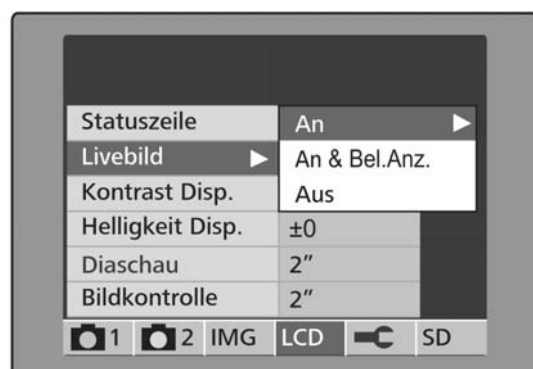 Statuszeile An
Livebild An & Bel.Anz.
Kontrast Disp. Aus
Helligkeit Disp. ±0
Diaschau 2”
Bildkontrolle 2”
1 2 IMG LCD SD